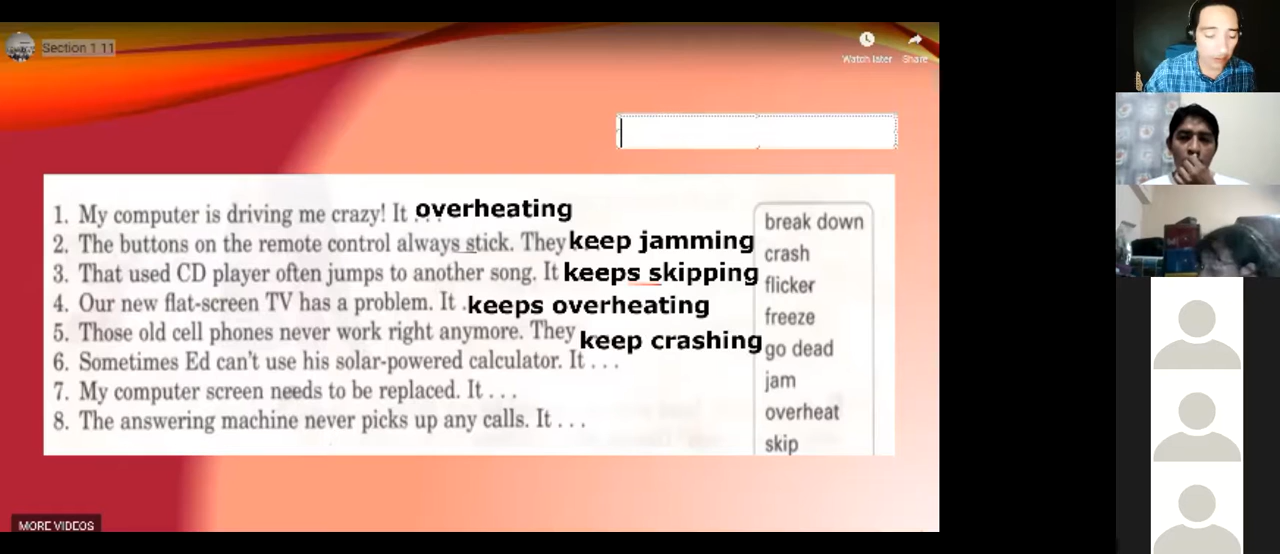 Section 1 11
Watch later
Share
1. My computer is driving me crazy! It ... overheating
2. The buttons on the remote control always stick. They keep jamming
3. That used CD player often jumps to another song. It keeps skipping
4. Our new flat-screen TV has a problem. It . keeps overheating
5. Those old cell phones never work right anymore. They keep crashing
6. Sometimes Ed can't use his solar-powered calculator. It . . .
7. My computer screen needs to be replaced. It . . .
8. The answering machine never picks up any calls. It . . .
break down
crash
flicker
freeze
go dead
jam
overheat
skip
MORE VIDEOS